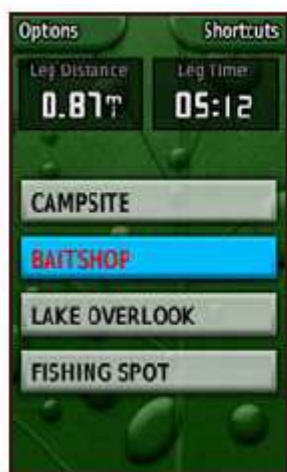 Options Shortcuts
Leg Distance Leg Time
0.87 05:12
CAMPSITE
BAITSHOP
LAKE OVERLOOK
FISHING SPOT